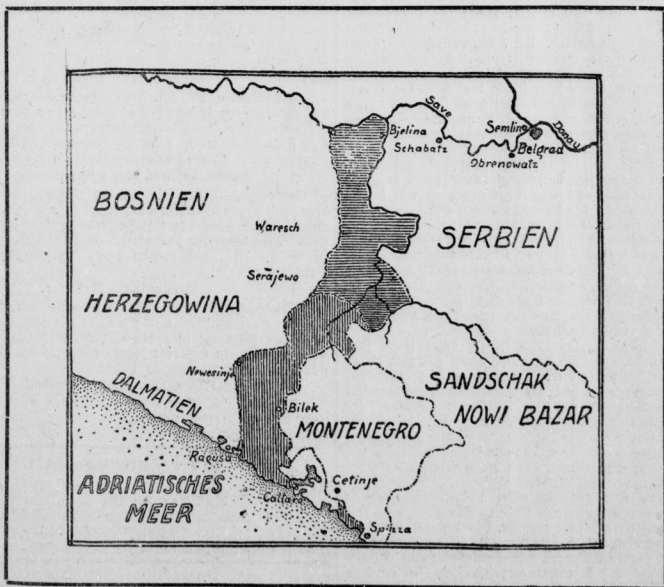 Save
Donau
Bjelina
Semlin
Schabatz
Belgrad
Obrenowatz
BOSNIEN
Waresch
SERBIEN
Serajewo
HERZEGOWINA
Newesinje
SANDSCHAK
NOWI BAZAR
DALMATIEN
Bilek
MONTENEGRO
Ragusa
ADRIATISCHES
MEER
Cattaro
Cetinje
Spizza